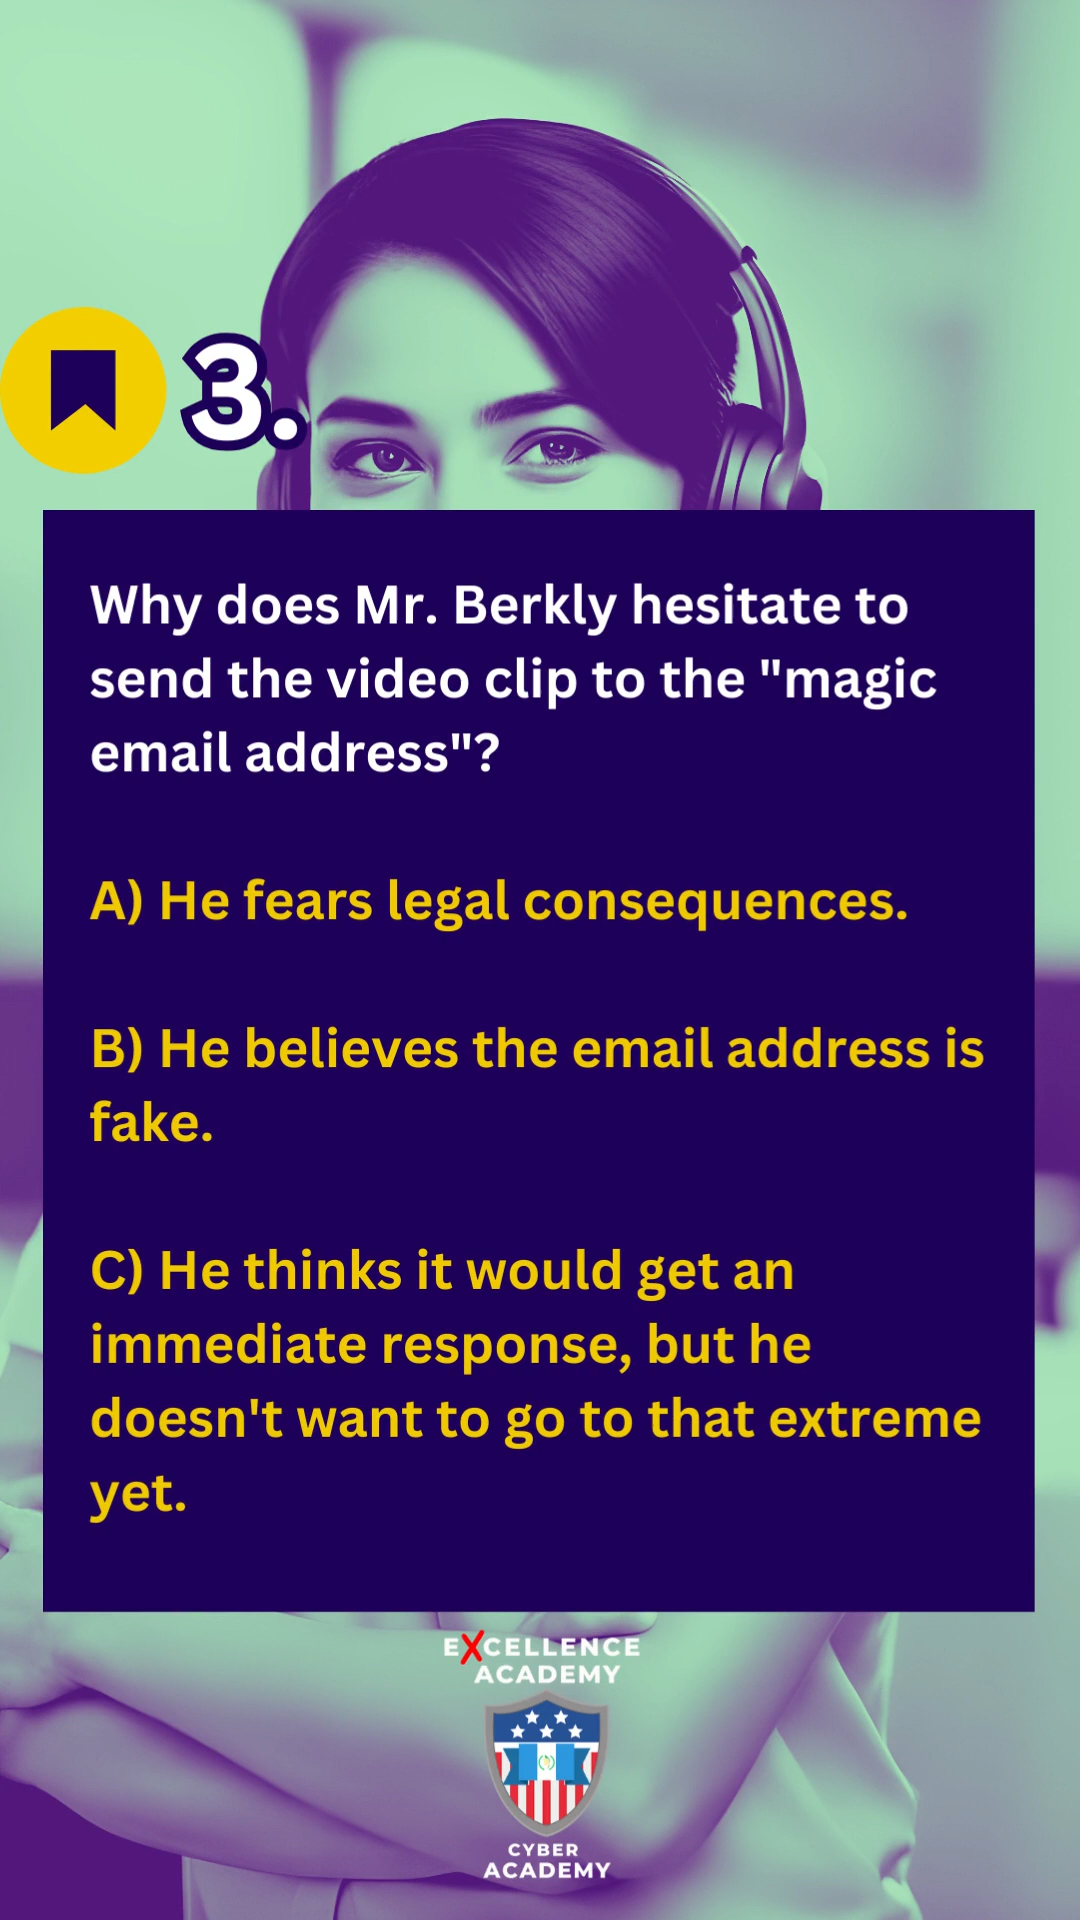 3.
Why does Mr. Berkly hesitate to
send the video clip to the "magic
email address"?
A) He fears legal consequences.
B) He believes the email address is
fake.
C) He thinks it would get an
immediate response, but he
doesn't want to go to that extreme
yet.
EXCELLENCE
ACADEMY
CYBER
ACADEMY